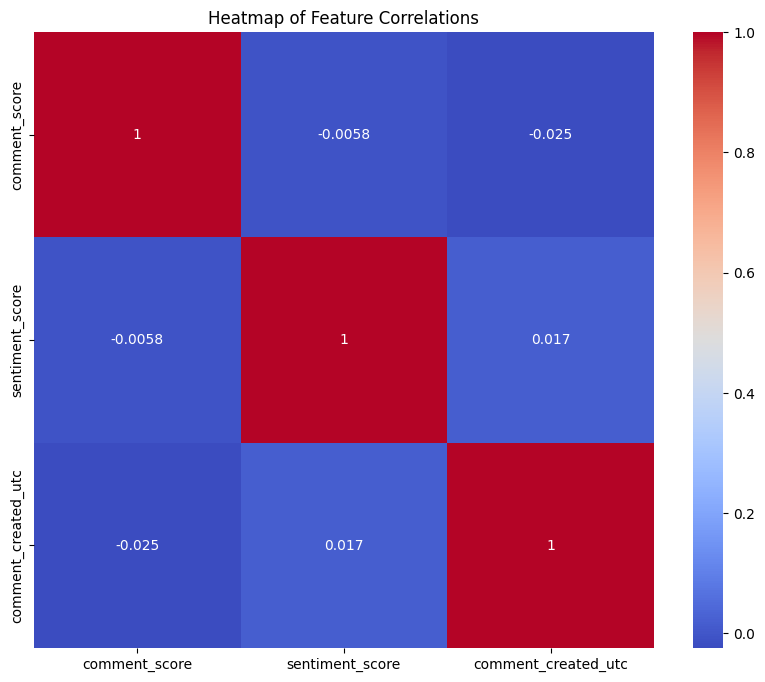 Heatmap of Feature Correlations
comment_score
1
-0.0058
-0.025
sentiment_score
-0.0058
1
0.017
comment_created_utc
-0.025
0.017
1
comment_score
sentiment_score
comment_created_utc
1.0
0.8
0.6
0.4
0.2
0.0